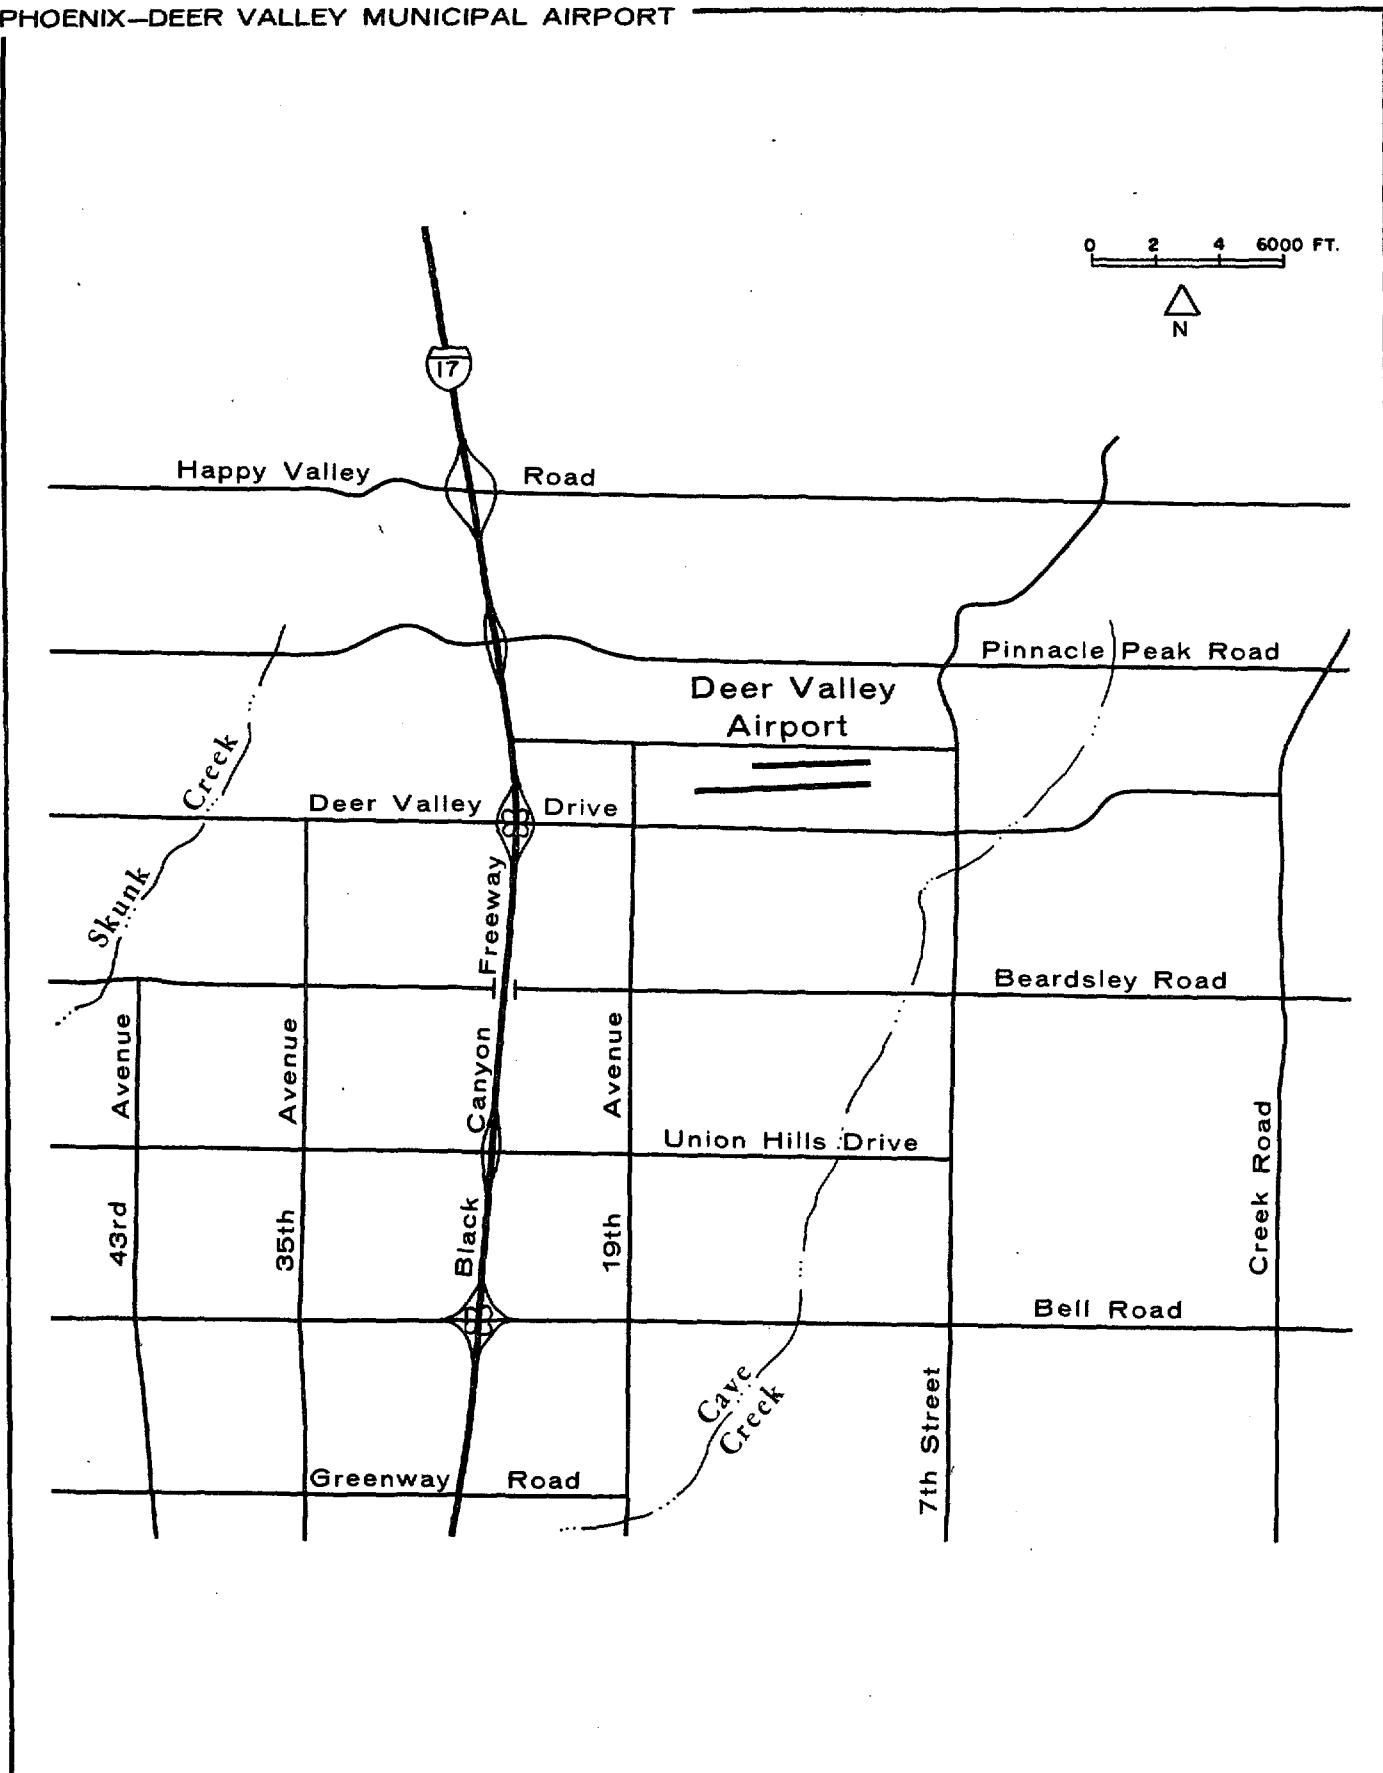 PHOENIX—DEER VALLEY MUNICIPAL AIRPORT
0 2 4 6000 FT.
N
17
Happy Valley Road
Pinnacle Peak Road
Deer Valley
Airport
Deer Valley Drive
Skunk Creek
Beardsley Road
43rd Avenue
35th Avenue
Black Canyon Freeway
19th Avenue
Union Hills Drive
Creek Road
Bell Road
Cave
Creek
7th Street
Greenway Road